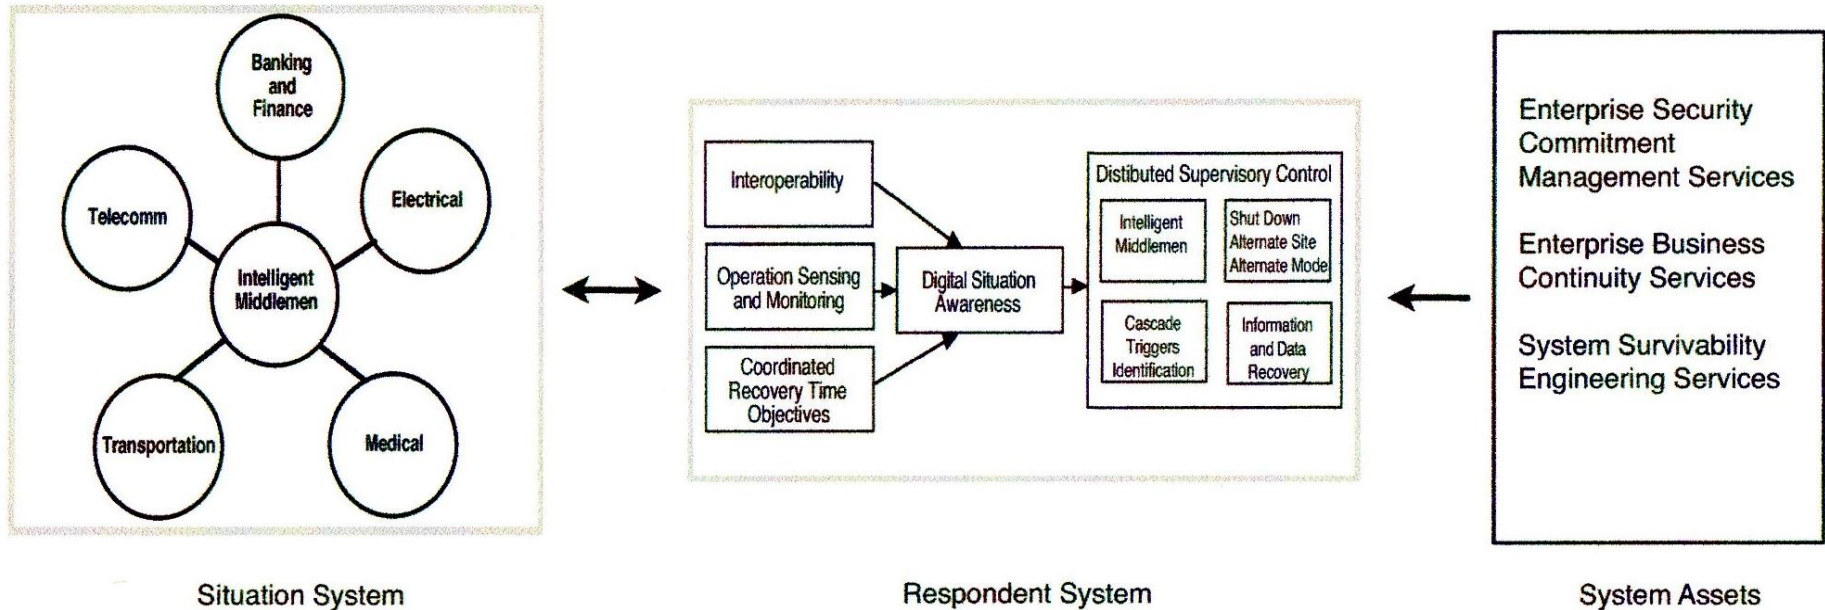 Banking
and
Finance
Electrical
Telecomm
Intelligent
Middlemen
Transportation
Medical
Situation System
Interoperability
Operation Sensing
and Monitoring
Coordinated
Recovery Time
Objectives
Digital Situation
Awareness
Distibuted Supervisory Control
Intelligent
Middlemen
Shut Down
Alternate Site
Alternate Mode
Cascade
Triggers
Identification
Information
and Data
Recovery
Respondent System
Enterprise Security
Commitment
Management Services
Enterprise Business
Continuity Services
System Survivability
Engineering Services
System Assets